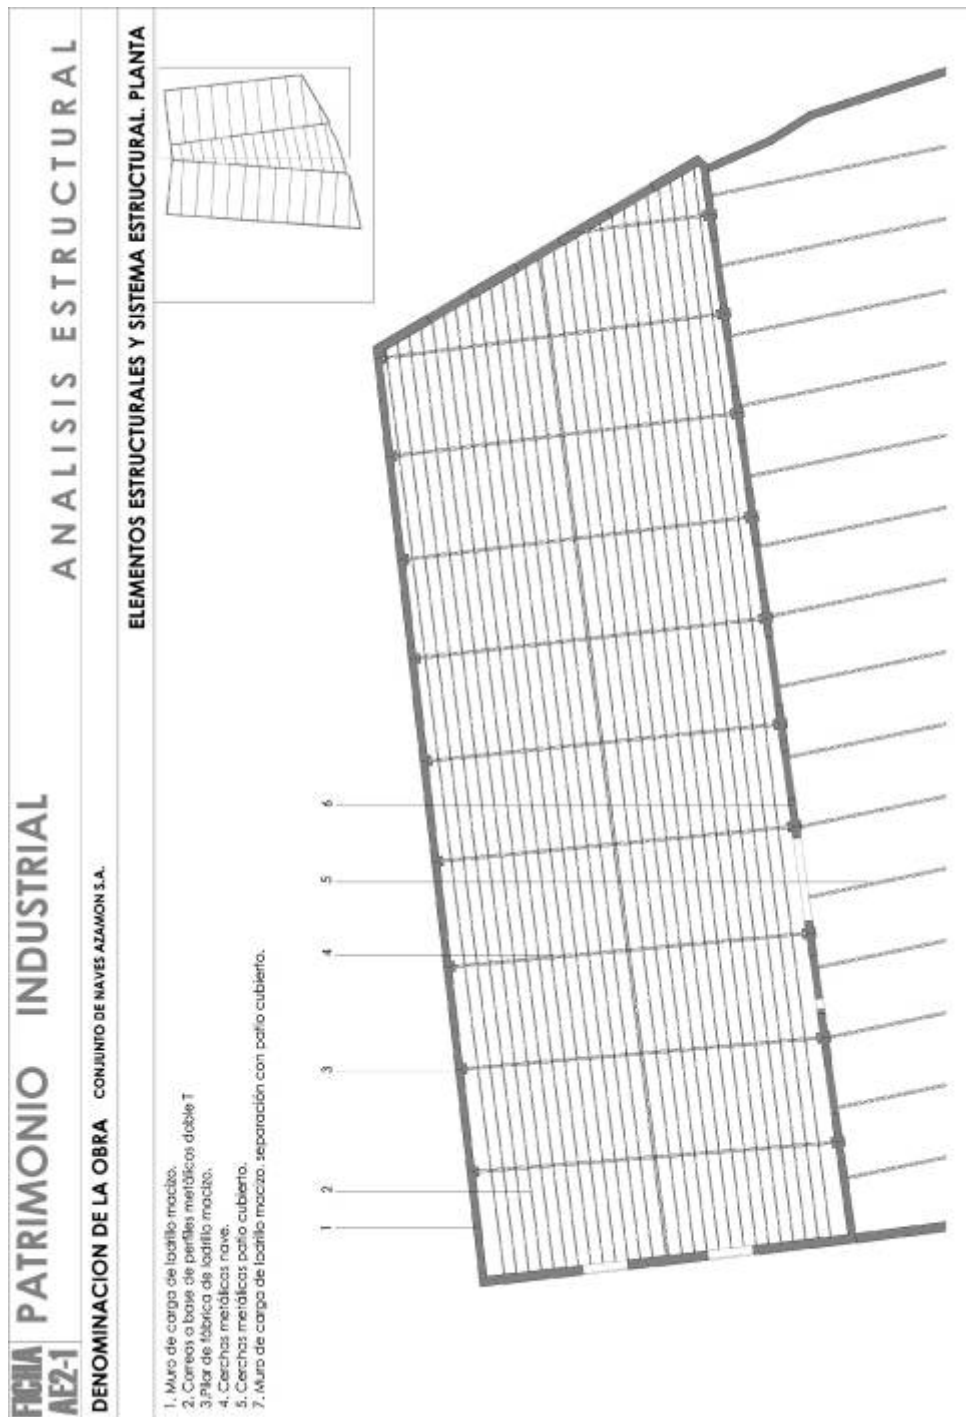 FICHA PATRIMONIO INDUSTRIAL ANALISIS ESTRUCTURAL
AE2-1
DENOMINACION DE LA OBRA CONJUNTO DE NAVES AZAMON S.A.
ELEMENTOS ESTRUCTURALES Y SISTEMA ESTRUCTURAL. PLANTA
1. Muro de carga de ladrillo macizo.
2. Correas a base de perfiles metálicos doble T
3.Pilar de fábrica de ladrillo macizo.
4. Cerchas metálicas nave.
5. Cerchas metálicas patio cubierto.
7. Muro de carga de ladrillo macizo. separación con patio cubierto.
1
2
3
4
5
6